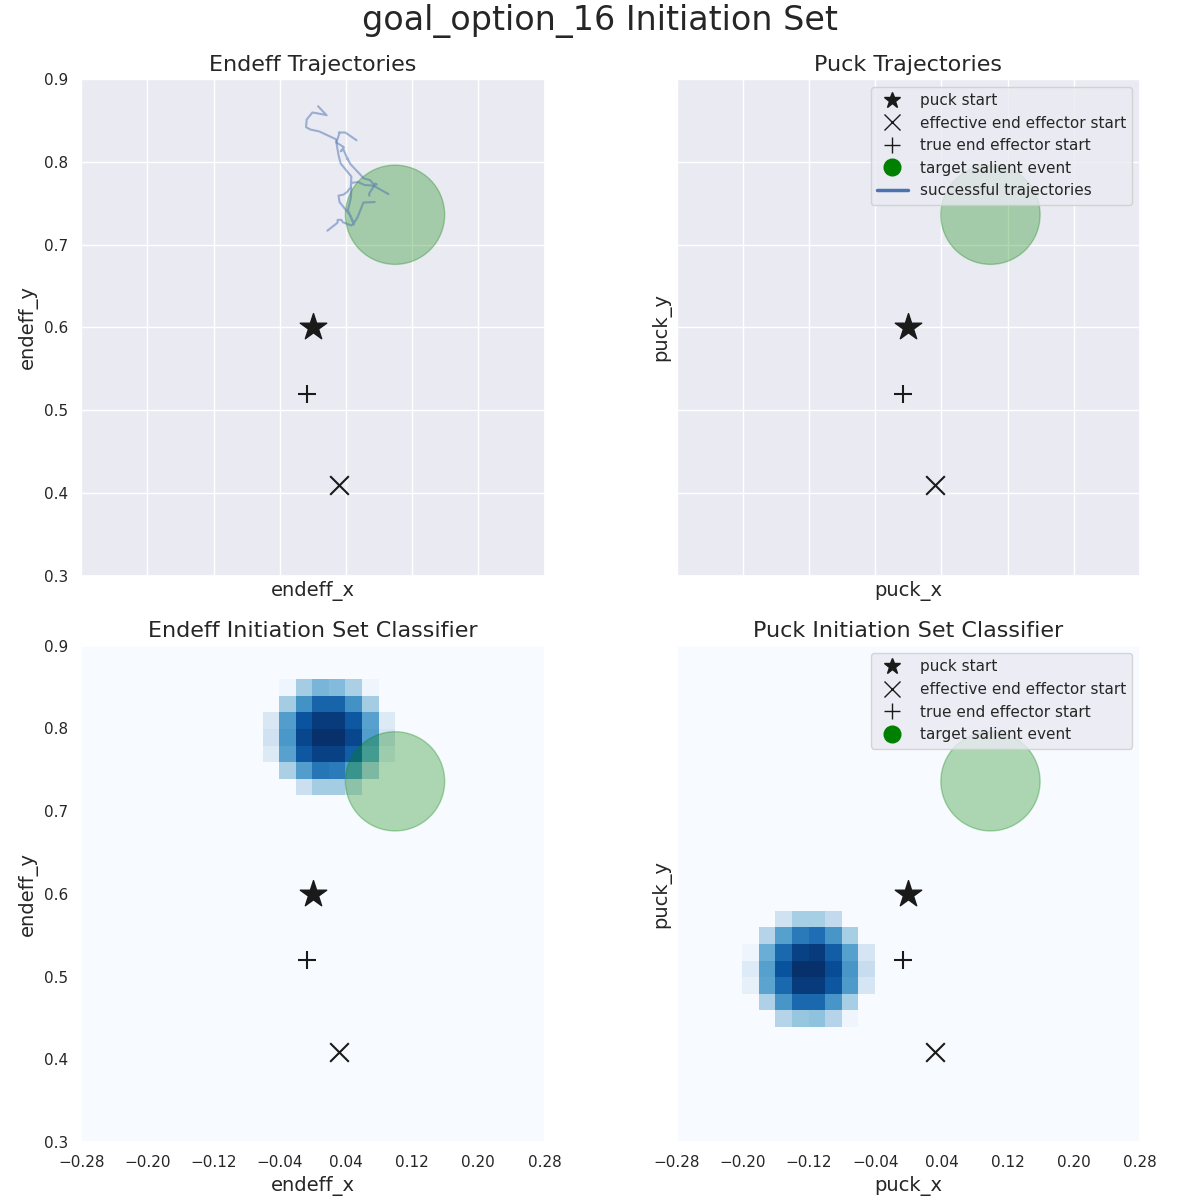 goal_option_16 Initiation Set
Endeff Trajectories
0.9
0.8
0.7
0.6
0.5
0.4
0.3
endeff_y
endeff_x
Puck Trajectories
puck start
effective end effector start
true end effector start
target salient event
successful trajectories
puck_y
puck_x
Endeff Initiation Set Classifier
0.9
0.8
0.7
0.6
0.5
0.4
0.3
endeff_y
−0.28 −0.20 −0.12 −0.04 0.04 0.12 0.20 0.28
endeff_x
Puck Initiation Set Classifier
puck start
effective end effector start
true end effector start
target salient event
puck_y
−0.28 −0.20 −0.12 −0.04 0.04 0.12 0.20 0.28
puck_x